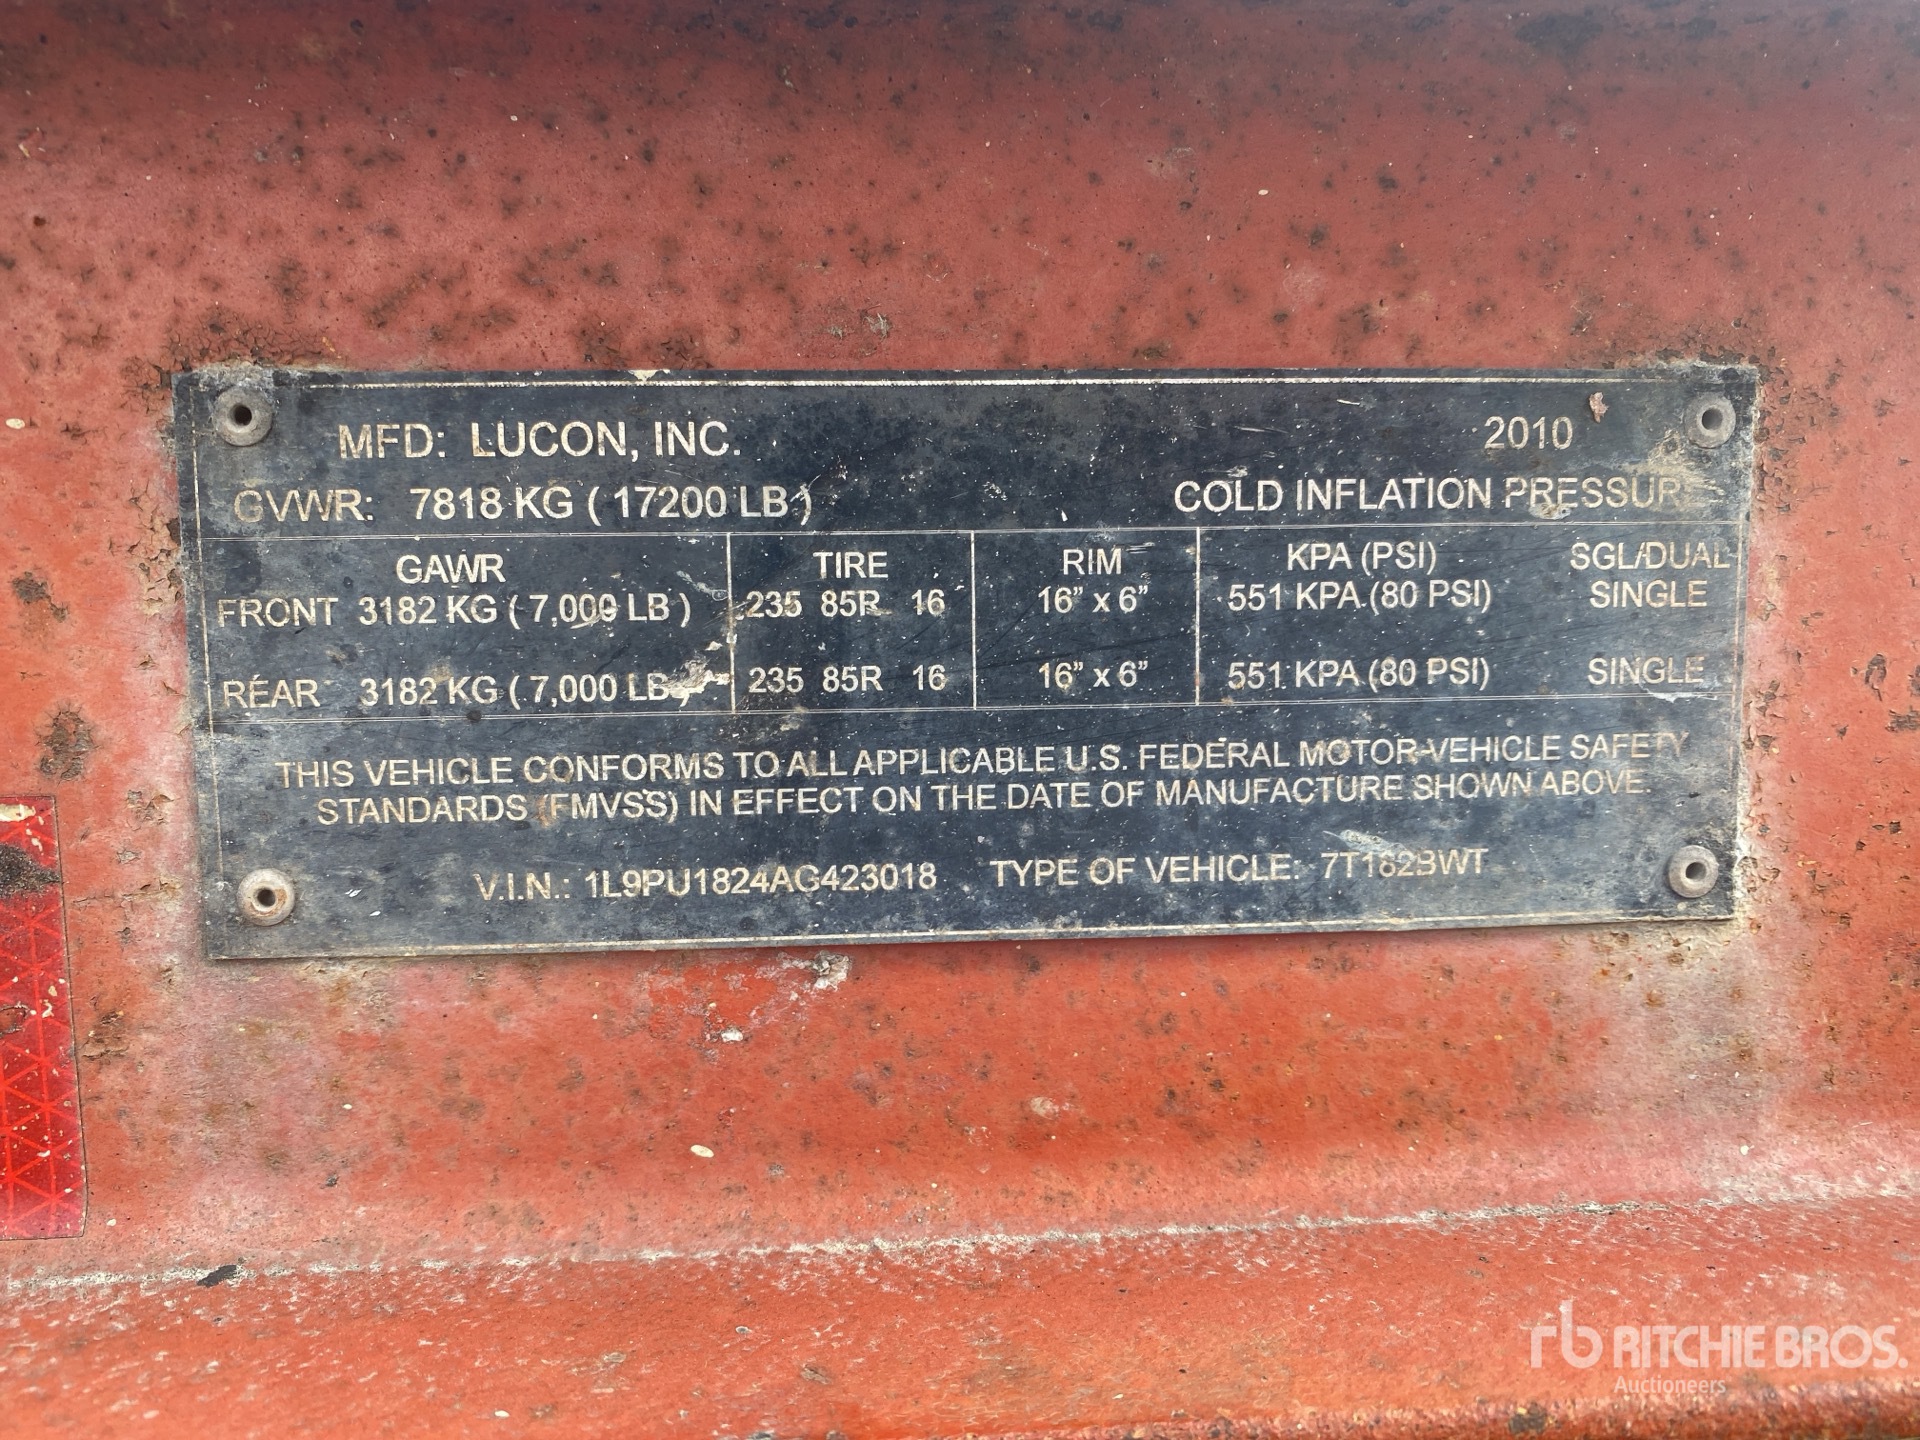 MFD: LUCON, INC. 2010
GVWR: 7818 KG ( 17200 LB ) COLD INFLATION PRESSURE
GAWR TIRE RIM KPA (PSI) SGL/DUAL
FRONT 3182 KG ( 7,000 LB ) 235 85R 16 16" x 6" 551 KPA (80 PSI) SINGLE
REAR 3182 KG ( 7,000 LB ) 235 85R 16 16" x 6" 551 KPA (80 PSI) SINGLE
THIS VEHICLE CONFORMS TO ALL APPLICABLE U.S. FEDERAL MOTOR VEHICLE SAFETY
STANDARDS (FMVSS) IN EFFECT ON THE DATE OF MANUFACTURE SHOWN ABOVE.
V.I.N.: 1L9PU1824AG423018 TYPE OF VEHICLE: 7T182BWT
rb RITCHIE BROS.
Auctioneers